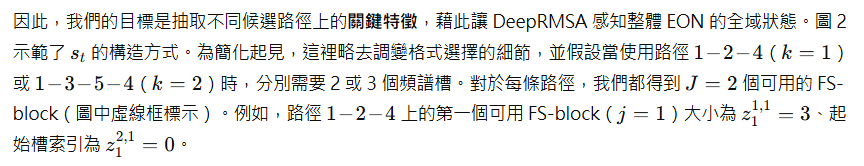 因此，我們的目標是抽取不同候選路徑上的關鍵特徵，藉此讓 DeepRMSA 感知整體 EON 的全域狀態。圖 2
示範了 $s_t$ 的構造方式。為簡化起見，這裡略去調變格式選擇的細節，並假設當使用路徑 1−2−4（k = 1）
或 1−3−5−4（k = 2）時，分別需要 2 或 3 個頻譜槽。對於每條路徑，我們都得到 J = 2 個可用的 FS-
block（圖中虛線框標示）。例如，路徑 1−2−4 上的第一個可用 FS-block（j = 1）大小為 $z_1^{1,1}$ = 3、起
始槽索引為 $z_1^{2,1}$ = 0。